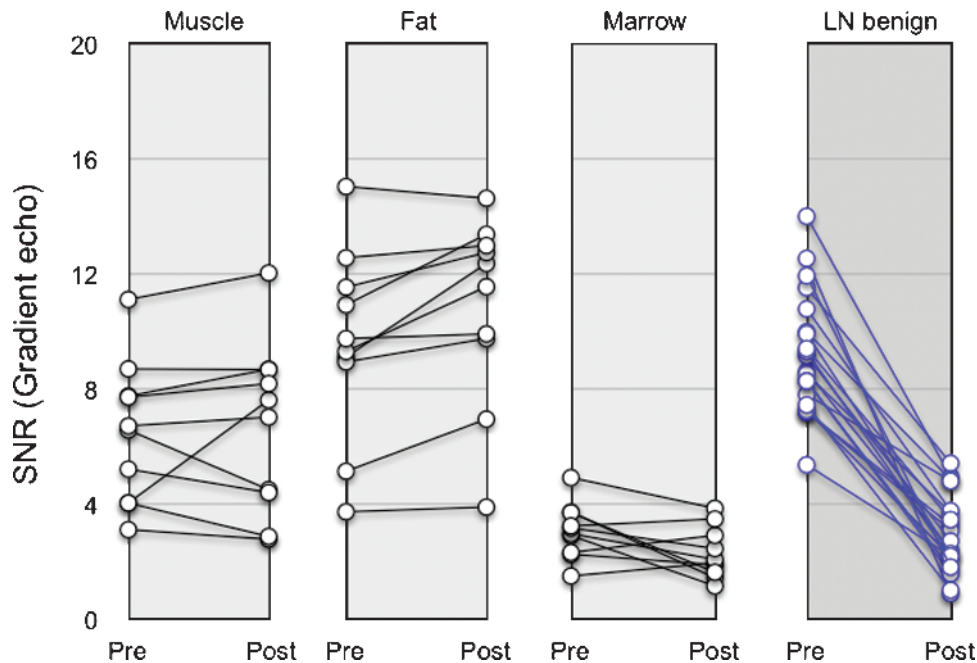 Muscle Fat Marrow LN benign
20
16
12
8
4
0
SNR (Gradient echo)
Pre Post Pre Post Pre Post Pre Post